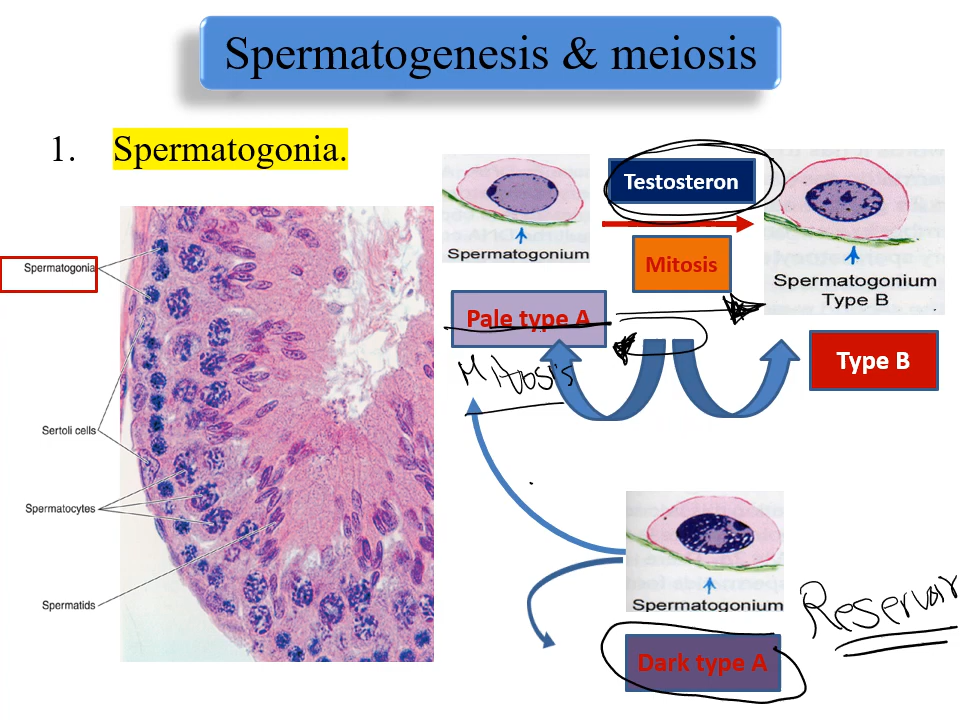 Spermatogenesis & meiosis
1. Spermatogonia.
Testosteron
Spermatogonium
Mitosis
Spermatogonium
Type B
Spermatogonia
Pale type A
Type B
Mitosis
Sertoli cells
Spermatocytes
Spermatids
Spermatogonium
Reservoir
Dark type A